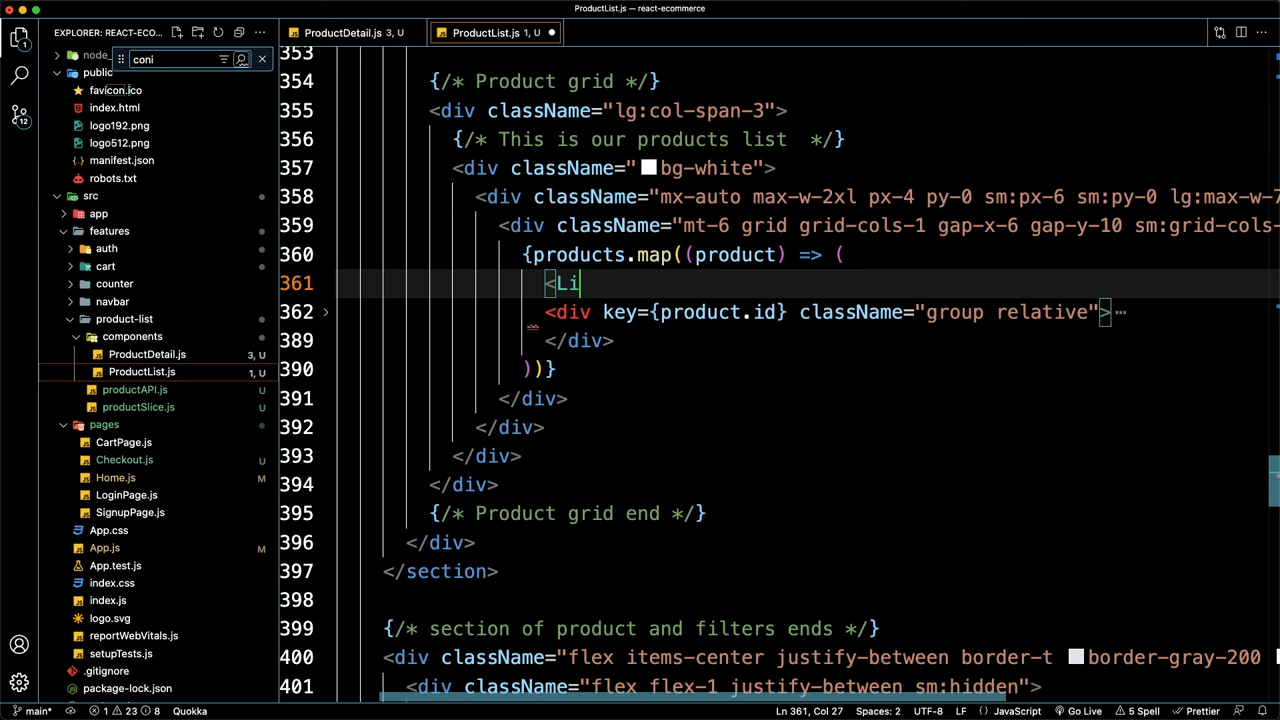 ProductList.js — react-ecommerce
EXPLORER: REACT-ECO...
ProductDetail.js 3, U
ProductList.js 1, U
node_
coni
public
favicon.ico
index.html
logo192.png
logo512.png
manifest.json
robots.txt
src
app
features
auth
cart
counter
navbar
product-list
components
ProductDetail.js 3, U
ProductList.js 1, U
productAPI.js U
productSlice.js U
pages
CartPage.js
Checkout.js U
Home.js M
LoginPage.js
SignupPage.js
App.css
App.js M
App.test.js
index.css
index.js
logo.svg
reportWebVitals.js
setupTests.js
.gitignore
package-lock.json
1
12
353
354 {/* Product grid */}
355 <div className="lg:col-span-3">
356 {/* This is our products list */}
357 <div className="bg-white">
358 <div className="mx-auto max-w-2xl px-4 py-0 sm:px-6 sm:py-0 lg:max-w-7
359 <div className="mt-6 grid grid-cols-1 gap-x-6 gap-y-10 sm:grid-cols-
360 {products.map((product) => (
361 <Li
362 <div key={product.id} className="group relative">…
389 </div>
390 ))}
391 </div>
392 </div>
393 </div>
394 </div>
395 {/* Product grid end */}
396 </div>
397 </section>
398
399 {/* section of product and filters ends */}
400 <div className="flex items-center justify-between border-t border-gray-200
401 <div className="flex flex-1 justify-between sm:hidden">
main* 1 23 8 Quokka Ln 361, Col 27 Spaces: 2 UTF-8 LF JavaScript Go Live 5 Spell Prettier